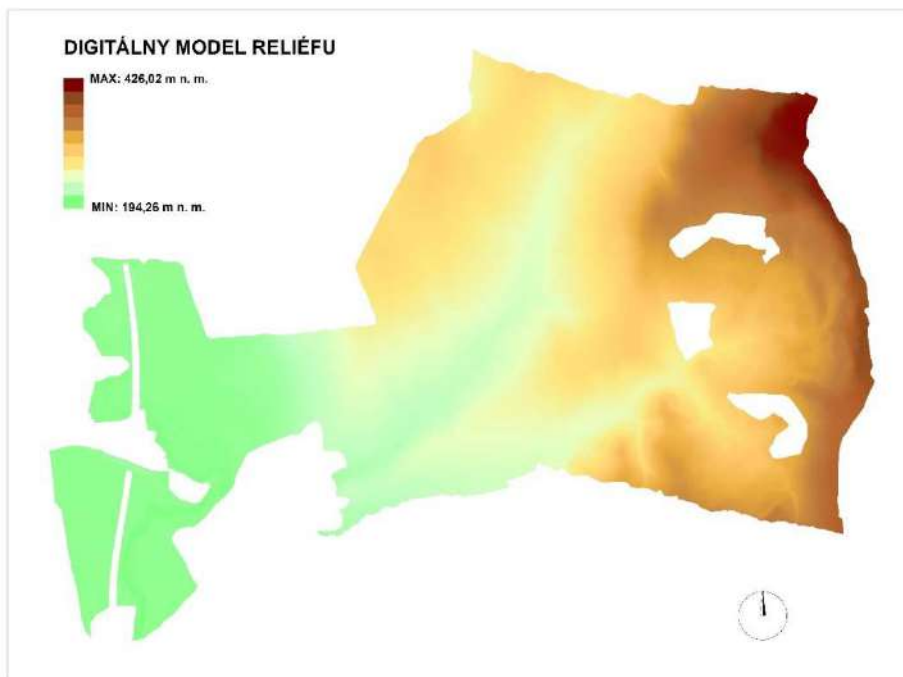 DIGITÁLNY MODEL RELIÉFU
MAX: 426,02 m n. m.
MIN: 194,26 m n. m.